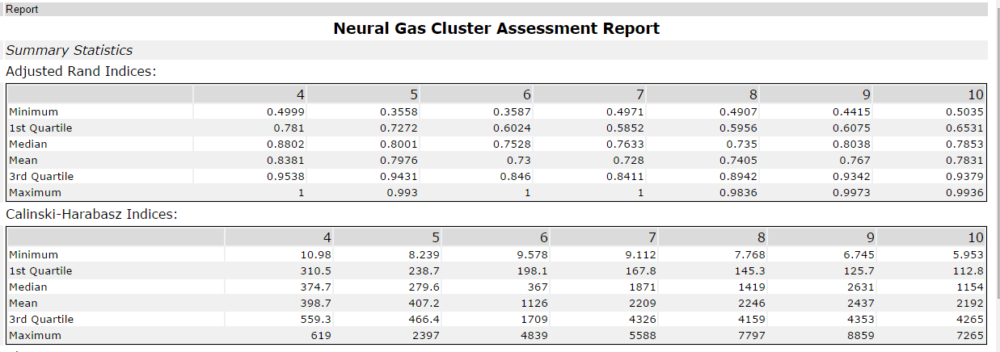 Report
Neural Gas Cluster Assessment Report
Summary Statistics
Adjusted Rand Indices:
4 5 6 7 8 9 10
Minimum 0.4999 0.3558 0.3587 0.4971 0.4907 0.4415 0.5035
1st Quartile 0.781 0.7272 0.6024 0.5852 0.5956 0.6075 0.6531
Median 0.8802 0.8001 0.7528 0.7633 0.735 0.8038 0.7853
Mean 0.8381 0.7976 0.73 0.728 0.7405 0.767 0.7831
3rd Quartile 0.9538 0.9431 0.846 0.8411 0.8942 0.9342 0.9379
Maximum 1 0.993 1 1 0.9836 0.9973 0.9936
Calinski-Harabasz Indices:
4 5 6 7 8 9 10
Minimum 10.98 8.239 9.578 9.112 7.768 6.745 5.953
1st Quartile 310.5 238.7 198.1 167.8 145.3 125.7 112.8
Median 374.7 279.6 367 1871 1419 2631 1154
Mean 398.7 407.2 1126 2209 2246 2437 2192
3rd Quartile 559.3 466.4 1709 4326 4159 4353 4265
Maximum 619 2397 4839 5588 7797 8859 7265